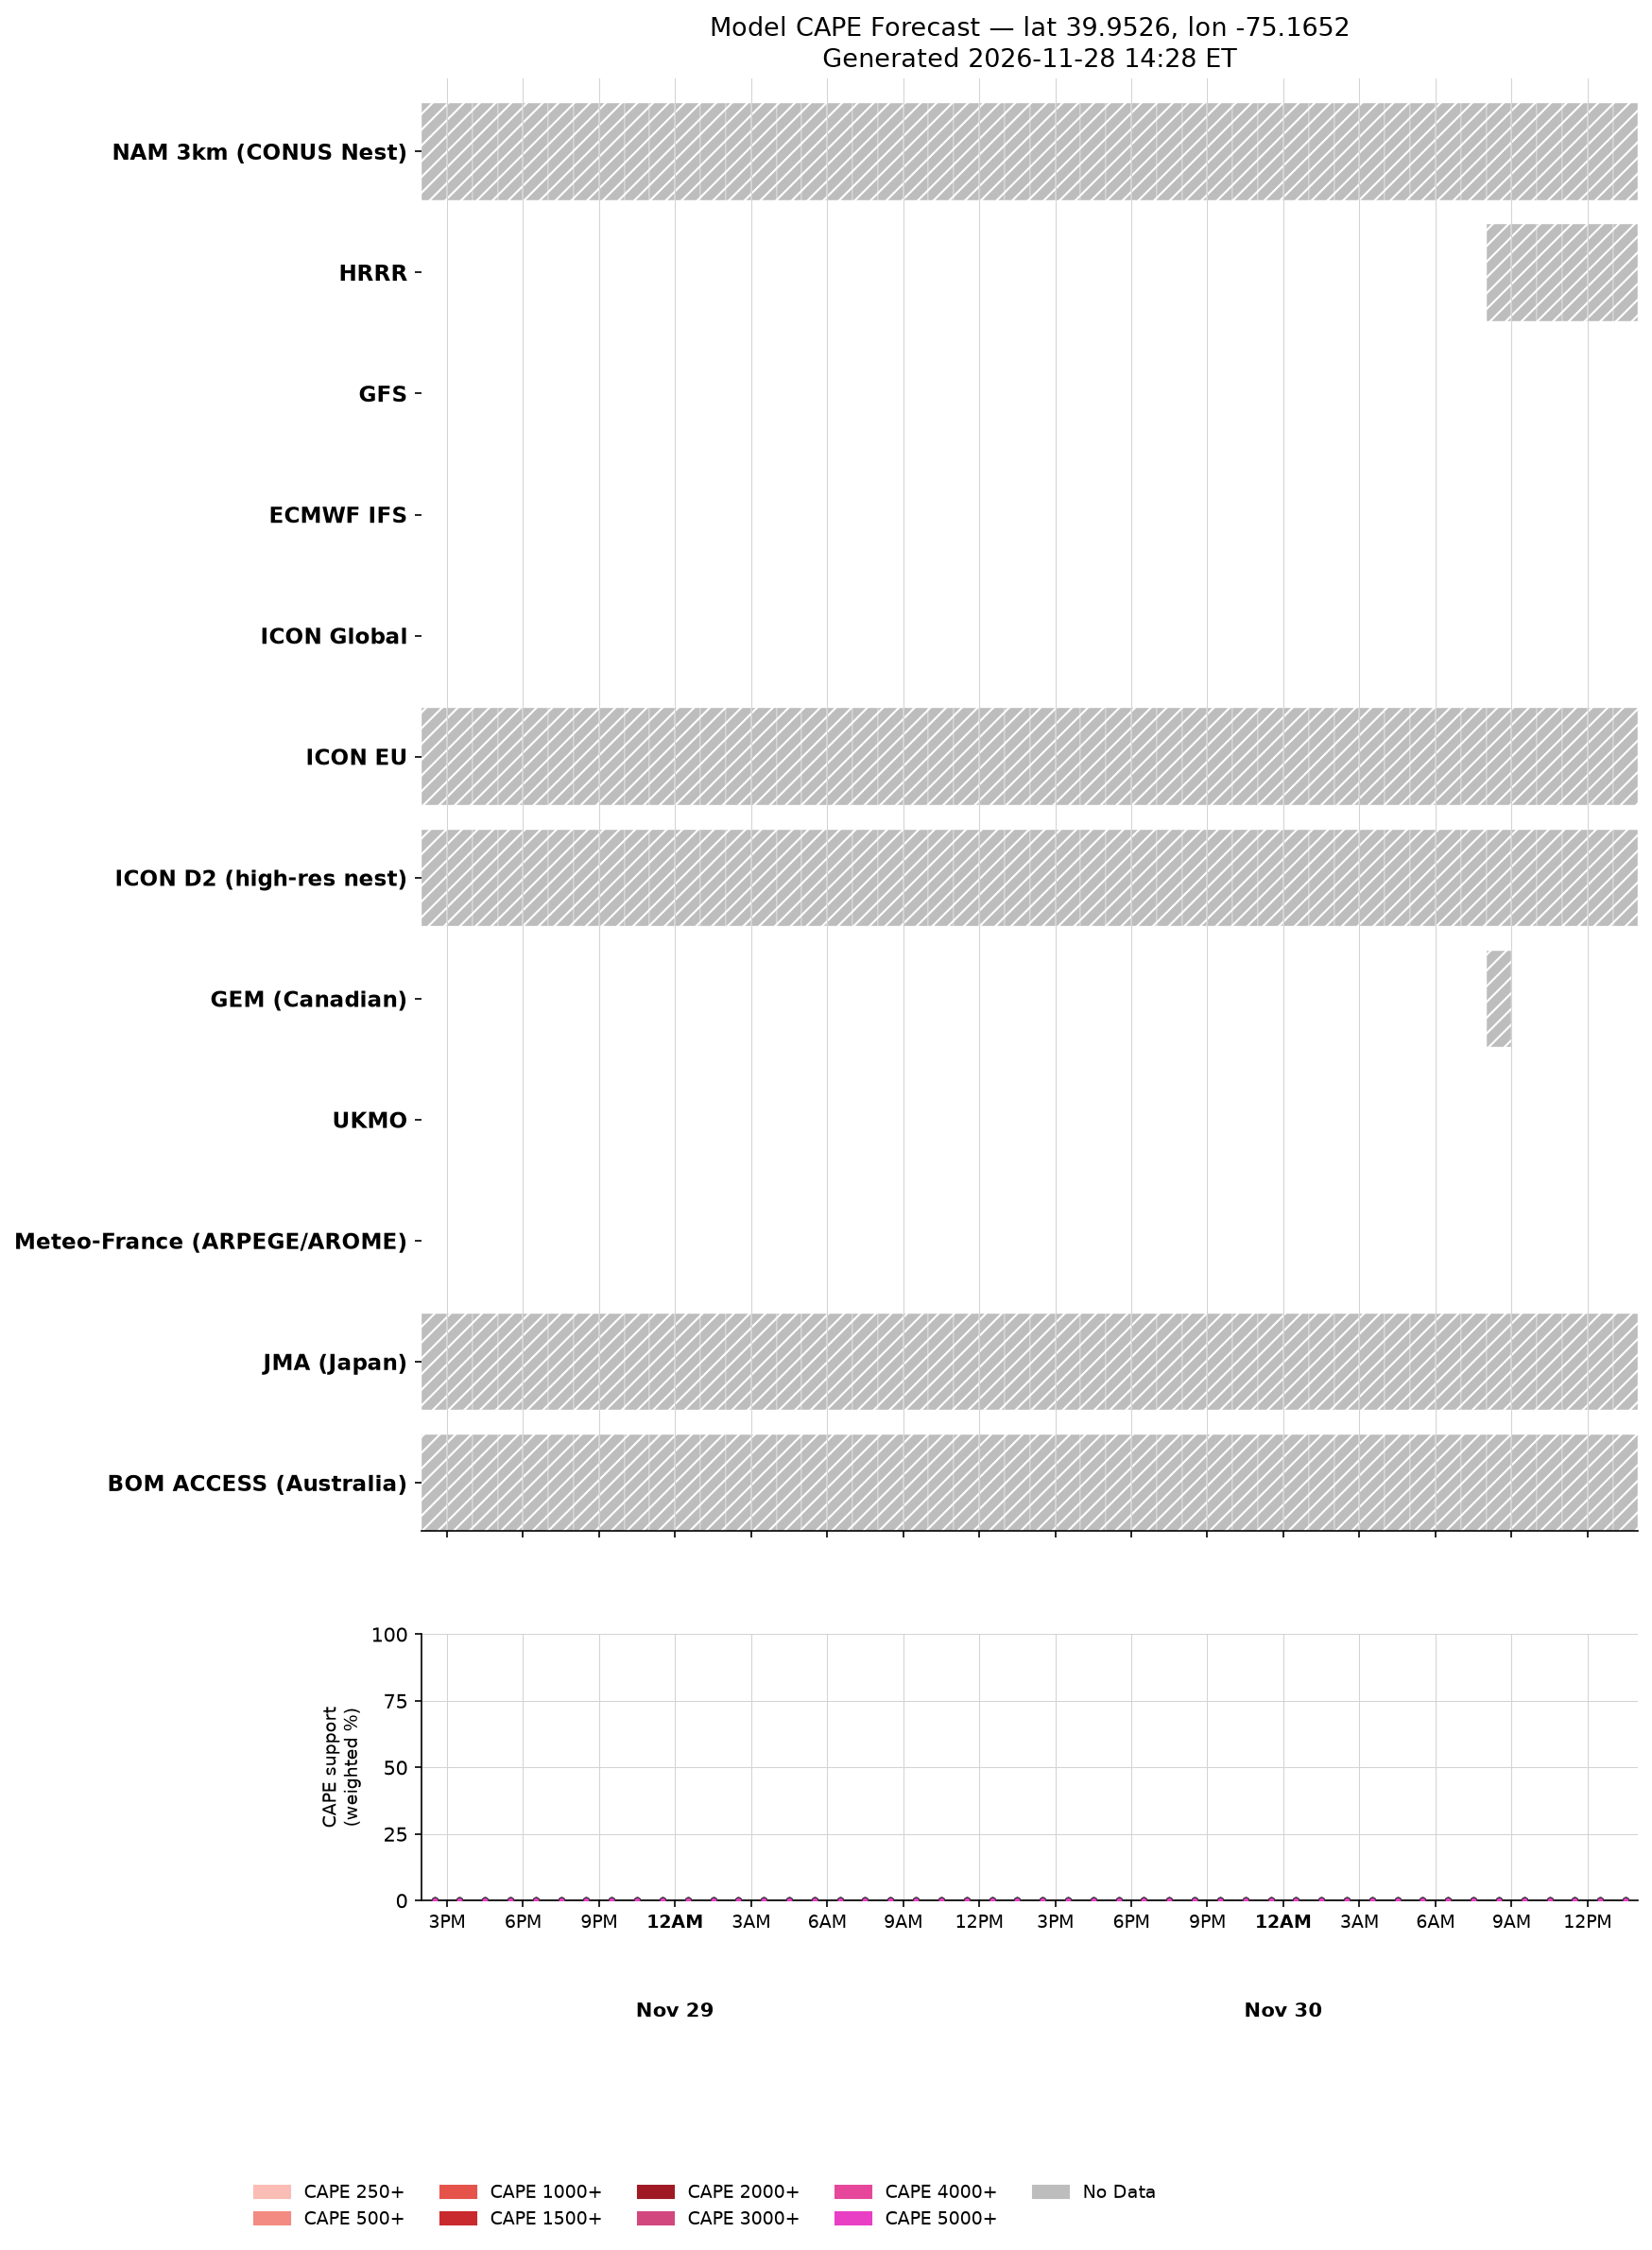 Model CAPE Forecast — lat 39.9526, lon -75.1652
Generated 2026-11-28 14:28 ET
NAM 3km (CONUS Nest)
HRRR
GFS
ECMWF IFS
ICON Global
ICON EU
ICON D2 (high-res nest)
GEM (Canadian)
UKMO
Meteo-France (ARPEGE/AROME)
JMA (Japan)
BOM ACCESS (Australia)
CAPE support
(weighted %)
100
75
50
25
0
3PM 6PM 9PM 12AM 3AM 6AM 9AM 12PM 3PM 6PM 9PM 12AM 3AM 6AM 9AM 12PM
Nov 29 Nov 30
CAPE 250+ CAPE 1000+ CAPE 2000+ CAPE 4000+ No Data
CAPE 500+ CAPE 1500+ CAPE 3000+ CAPE 5000+